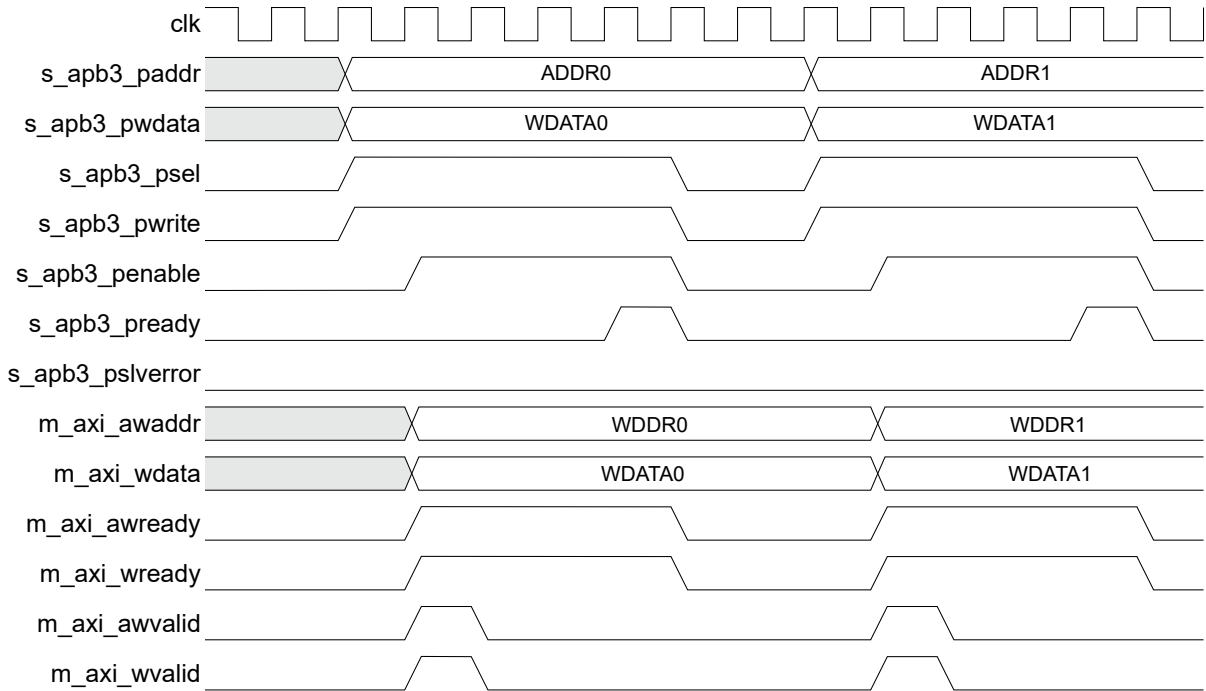 clk
s_apb3_paddr ADDR0 ADDR1
s_apb3_pwdata WDATA0 WDATA1
s_apb3_psel
s_apb3_pwrite
s_apb3_penable
s_apb3_pready
s_apb3_pslverror
m_axi_awaddr WDDR0 WDDR1
m_axi_wdata WDATA0 WDATA1
m_axi_awready
m_axi_wready
m_axi_awvalid
m_axi_wvalid